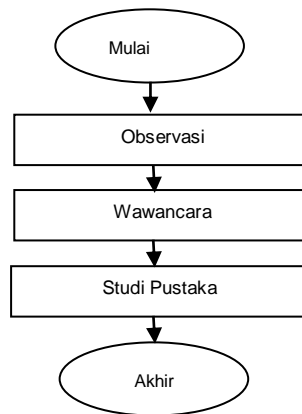 Mulai
Observasi
Wawancara
Studi Pustaka
Akhir